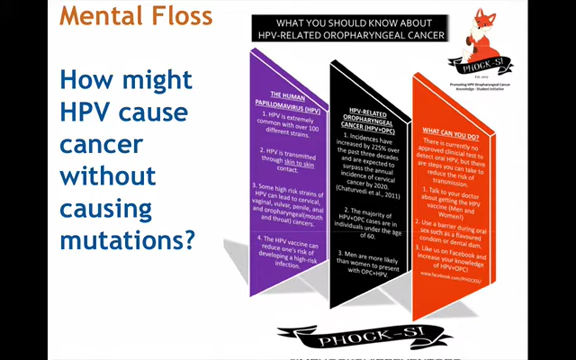 Mental Floss
How might
HPV cause
cancer
without
causing
mutations?
WHAT YOU SHOULD KNOW ABOUT
HPV-RELATED OROPHARYNGEAL CANCER
PHOCK-SI
Promoting HPV Oropharyngeal Cancer
Knowledge - Student Initiative
THE HUMAN
PAPILLOMAVIRUS (HPV)
1. HPV is extremely
common with over 100
different strains.
2. HPV is transmitted
through skin to skin
contact.
3. Some high risk strains of
HPV can lead to cervical,
vaginal, vulvar, penile, anal
and oropharyngeal(mouth
and throat) cancers.
4. The HPV vaccine can
reduce one's risk of
developing a high-risk
infection.
HPV-RELATED
OROPHARYNGEAL
CANCER (HPV+OPC)
1. Incidences have
increased by 225% over
the past three decades
and are expected to
surpass the annual
incidence of cervical
cancer by 2020.
(Chaturvedi et al., 2011)
2. The majority of
HPV+OPC cases are in
individuals under the age
of 60.
3. Men are more likely
than women to present
with OPC+HPV.
WHAT CAN YOU DO?
There is currently no
approved clinical test to
detect oral HPV, but there
are steps you can take to
reduce the risk of
transmission.
1. Talk to your doctor
about getting the HPV
vaccine (Men and
Women!)
2. Use a barrier during oral
sex such as a flavoured
condom or dental dam.
3. Like us on Facebook and
increase your knowledge
of HPV+OPC!
PHOCK-SI